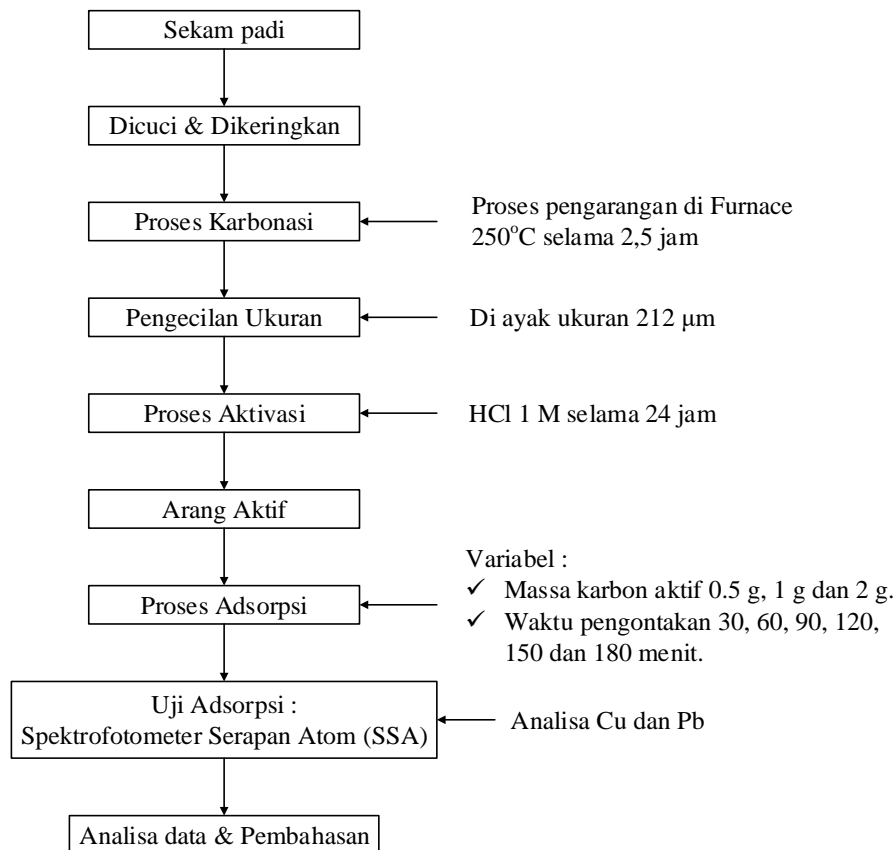 Sekam padi
Dicuci & Dikeringkan
Proses Karbonasi
Proses pengarangan di Furnace
250°C selama 2,5 jam
Pengecilan Ukuran
Di ayak ukuran 212 μm
Proses Aktivasi
HCl 1 M selama 24 jam
Arang Aktif
Proses Adsorpsi
Variabel :
✓ Massa karbon aktif 0.5 g, 1 g dan 2 g.
✓ Waktu pengontakan 30, 60, 90, 120,
150 dan 180 menit.
Uji Adsorpsi :
Spektrofotometer Serapan Atom (SSA)
Analisa Cu dan Pb
Analisa data & Pembahasan